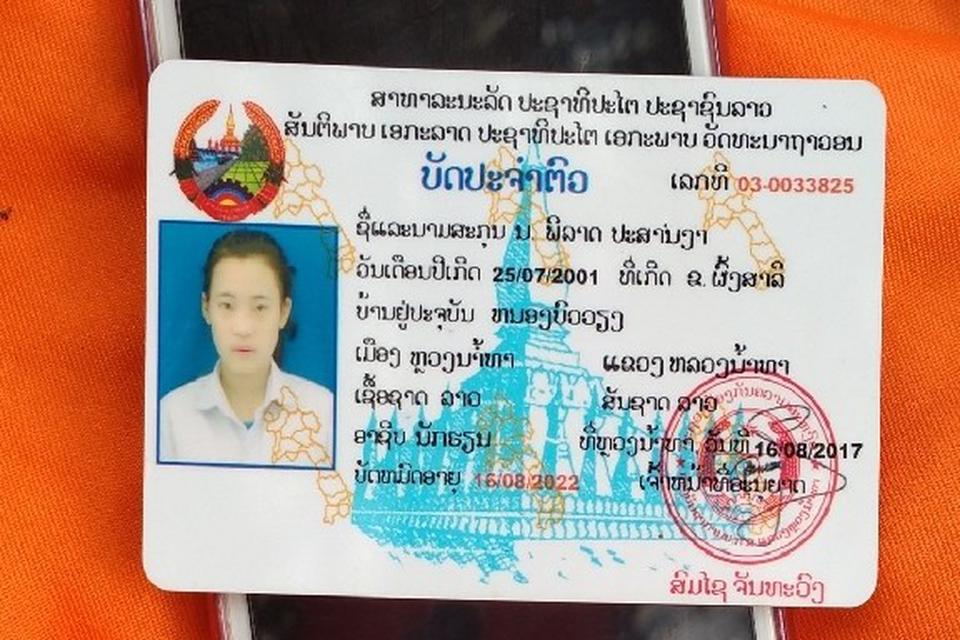 ສາທາລະນະລັດ ປະຊາທິປະໄຕ ປະຊາຊົນລາວ
ສັນຕິພາບ ເອກະລາດ ປະຊາທິປະໄຕ ເອກະພາບ ວັດທະນາຖາວອນ
ບັດປະຈຳຕົວ
ເລກທີ 03-0033825
ຊື່ແລະນາມສະກຸນ ນ. ພິລາດ ປະສານງາ
ວັນເດືອນປີເກີດ 25/07/2001 ທີ່ເກີດ ຂ. ຜົ້ງສາລີ
ບ້ານຢູ່ປະຈຸບັນ ຫນອງບົວວຽງ
ເມືອງ ຫຼວງນ້ຳທາ ແຂວງ ຫລວງນ້ຳທາ
ເຊື້ອຊາດ ລາວ ສັນຊາດ ລາວ
ອາຊີບ ນັກຮຽນ ທີ່ຫຼວງນ້ຳທາ, ວັນທີ 16/08/2017
ບັດຫມົດອາຍຸ 16/08/2022 ເຈົ້າຫນ້າທີ່ອະນຸຍາດ
ສົມໄຊ ຈັນທະວົງ